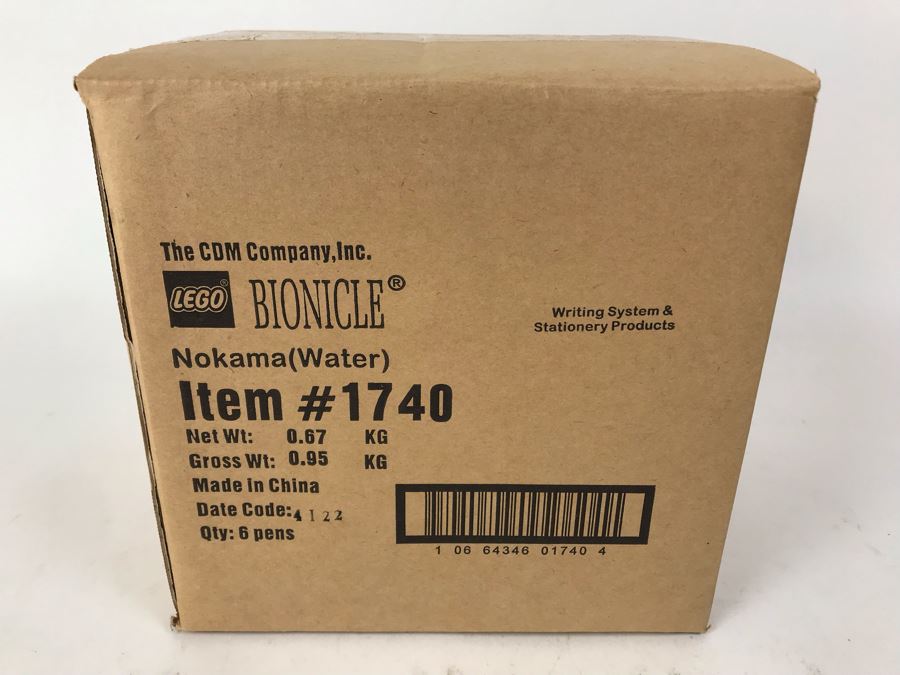 The CDM Company,Inc.
LEGO® BIONICLE®
Writing System &
Stationery Products
Nokama(Water)
Item #1740
Net Wt: 0.67 KG
Gross Wt: 0.95 KG
Made in China
Date Code:4122
Qty: 6 pens
1 06 64346 01740 4